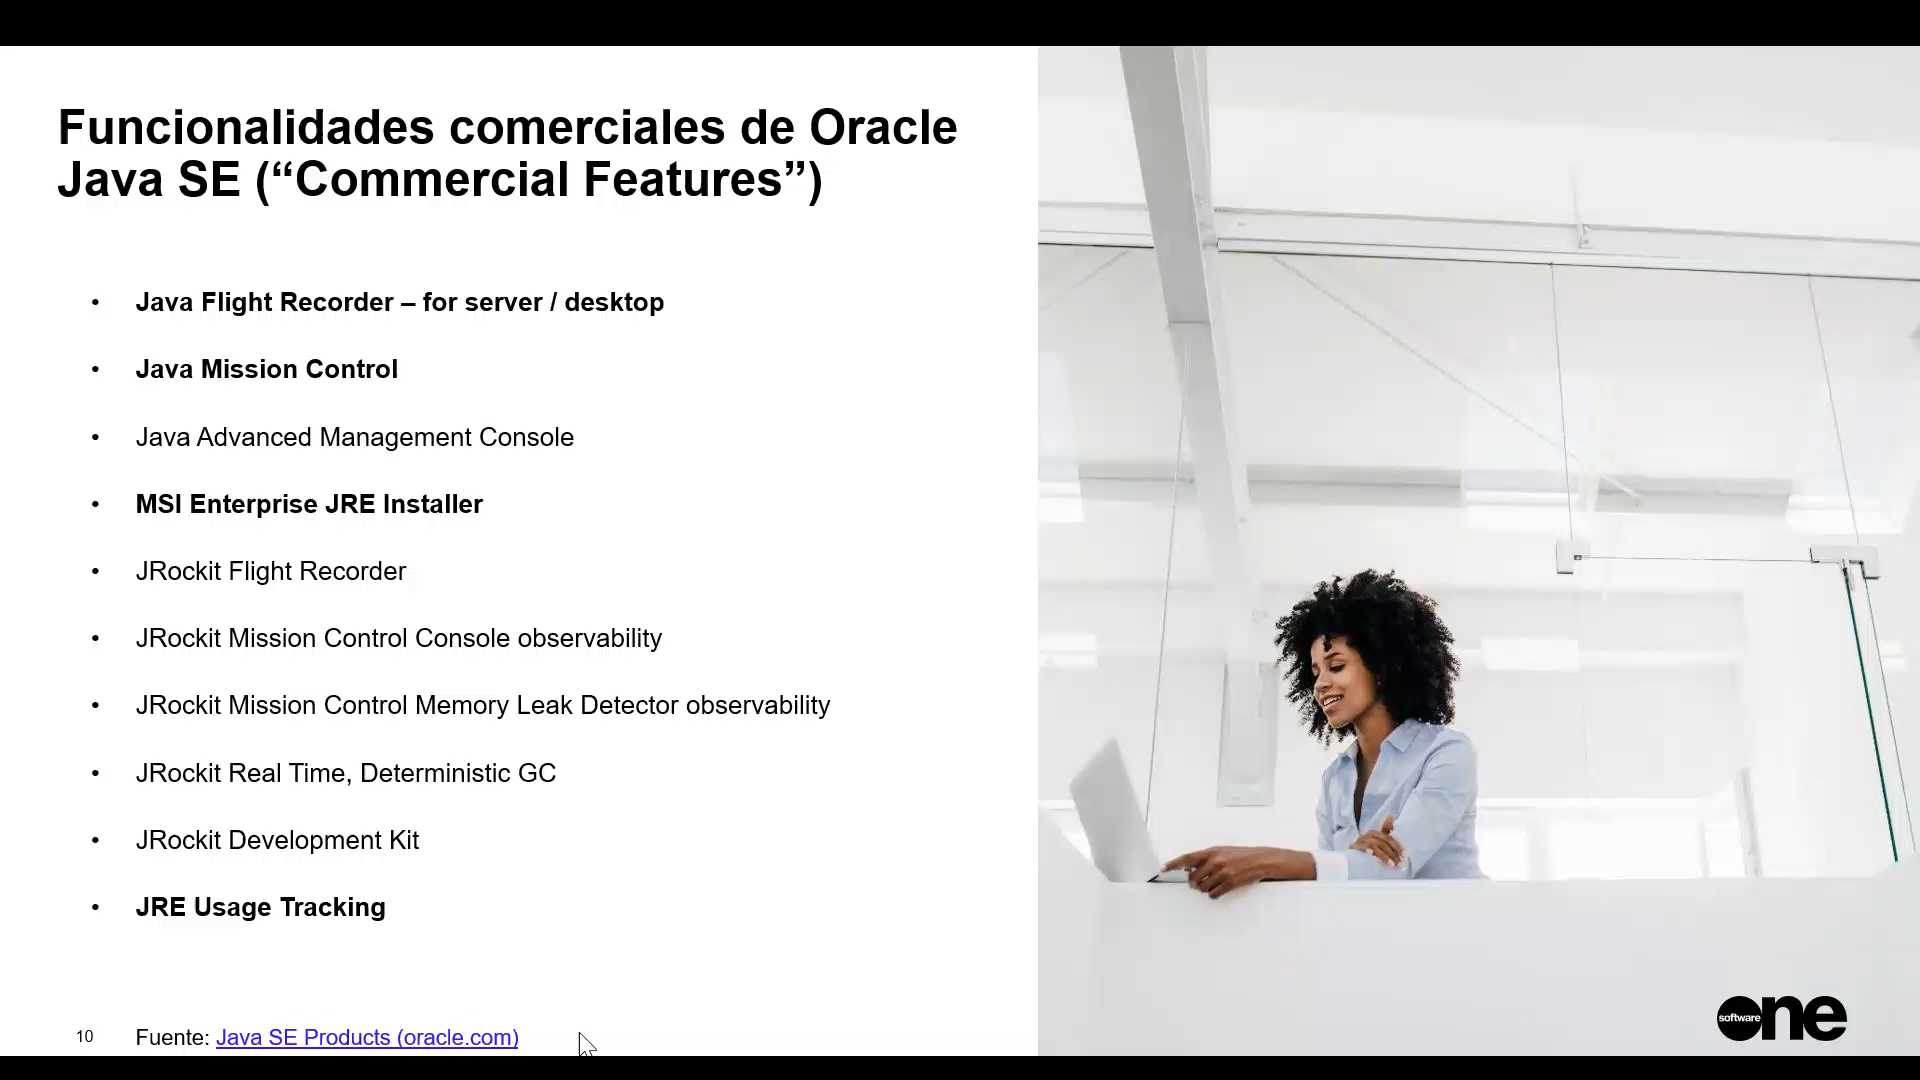 Funcionalidades comerciales de Oracle
Java SE (“Commercial Features”)
• Java Flight Recorder – for server / desktop
• Java Mission Control
• Java Advanced Management Console
• MSI Enterprise JRE Installer
• JRockit Flight Recorder
• JRockit Mission Control Console observability
• JRockit Mission Control Memory Leak Detector observability
• JRockit Real Time, Deterministic GC
• JRockit Development Kit
• JRE Usage Tracking
10 Fuente: Java SE Products (oracle.com)
software one